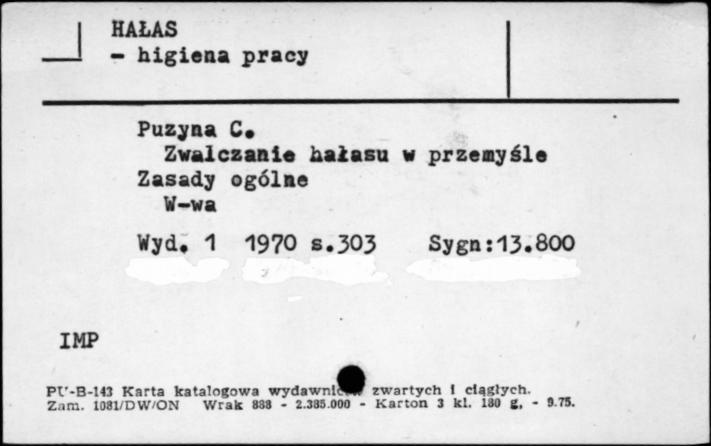 HAŁAS
- higiena pracy
Puzyna C.
Zwalczanie hałasu w przemyśle
Zasady ogólne
W-wa
Wyd. 1 1970 s.303 Sygn:13.800
IMP
PU-B-143 Karta katalogowa zwartych i ciągłych.
Zam. 1081/DW/ON Wrak 888 - 2.385.000 - Karton 3 kl. 180 g. - 9.75.